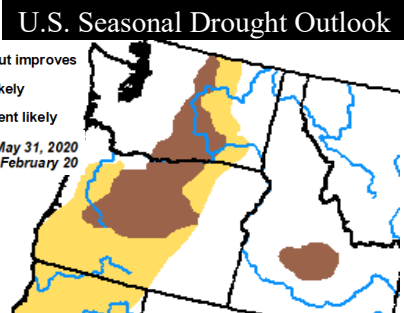 U.S. Seasonal Drought Outlook
ut improves
kely
ent likely
May 31, 2020
February 20